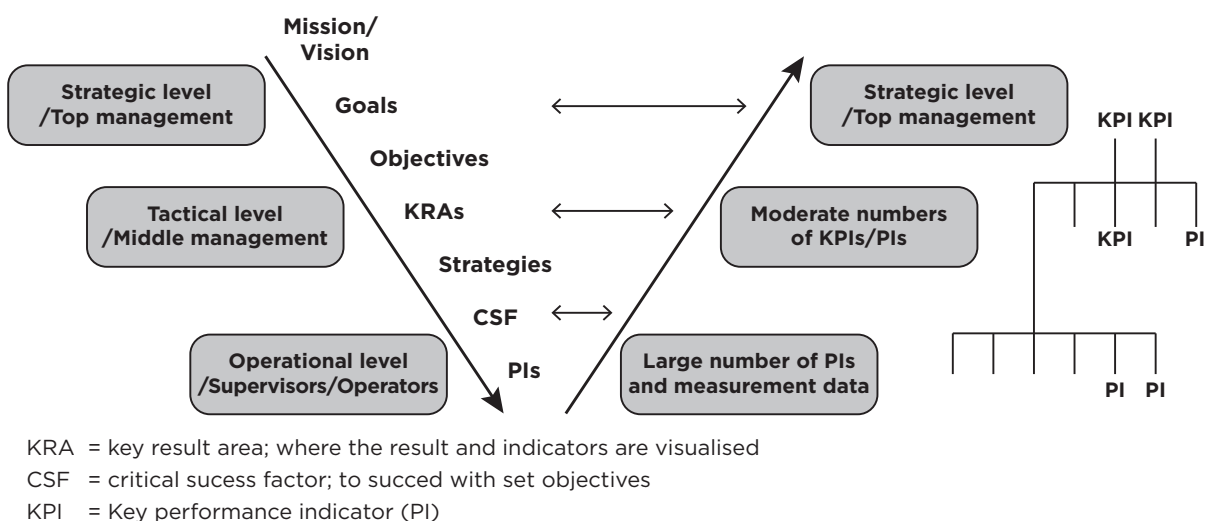 Mission/
Vision
Strategic level
/Top management
Goals
Strategic level
/Top management
KPI KPI
Objectives
Tactical level
/Middle management
KRAs
Moderate numbers
of KPIs/PIs
KPI
PI
Strategies
CSF
Operational level
/Supervisors/Operators
PIs
Large number of PIs
and measurement data
PI PI
KRA = key result area; where the result and indicators are visualised
CSF = critical sucess factor; to succed with set objectives
KPI = Key performance indicator (PI)